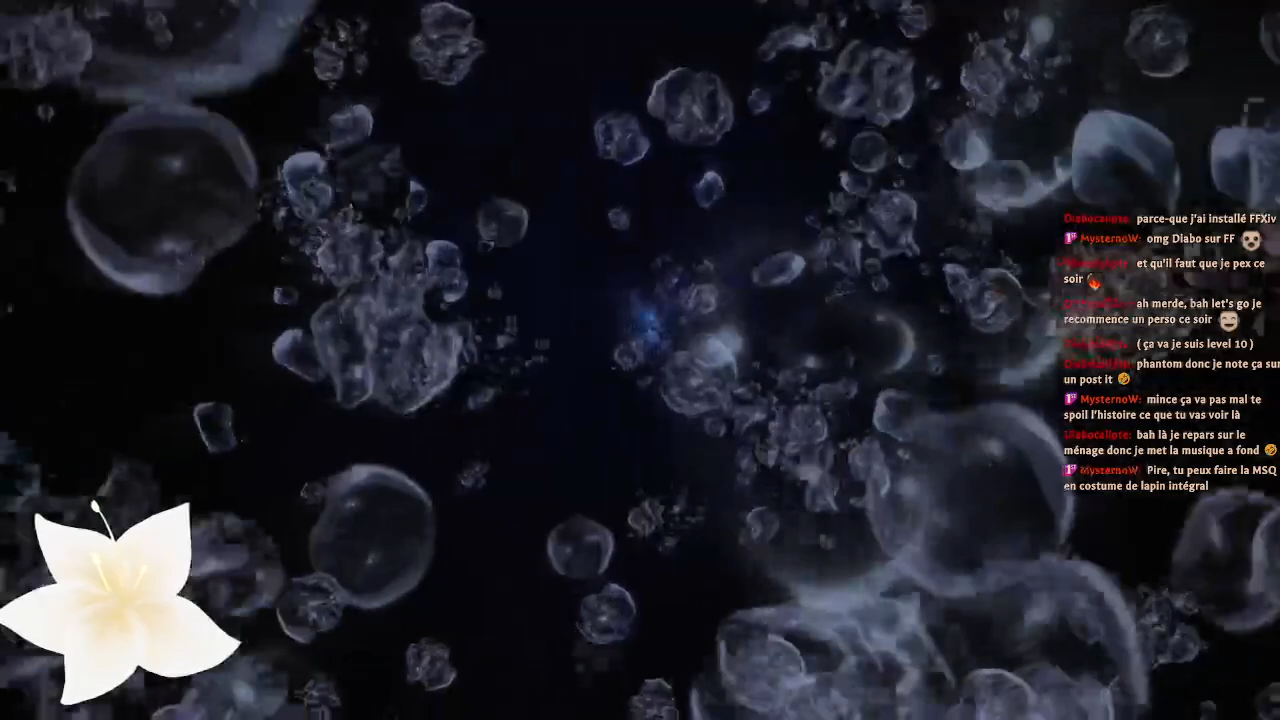 Diabocalipte: parce-que j'ai installé FFXiv
MysternoW: omg Diabo sur FF
et qu'il faut que je pex ce
soir
ah merde, bah let's go je
recommence un perso ce soir
( ça va je suis level 10 )
phantom donc je note ça sur
un post it
MysternoW: mince ça va pas mal te
spoil l'histoire ce que tu vas voir là
Diabocalipte: bah là je repars sur le
ménage donc je met la musique a fond
MysternoW: Pire, tu peux faire la MSQ
en costume de lapin intégral